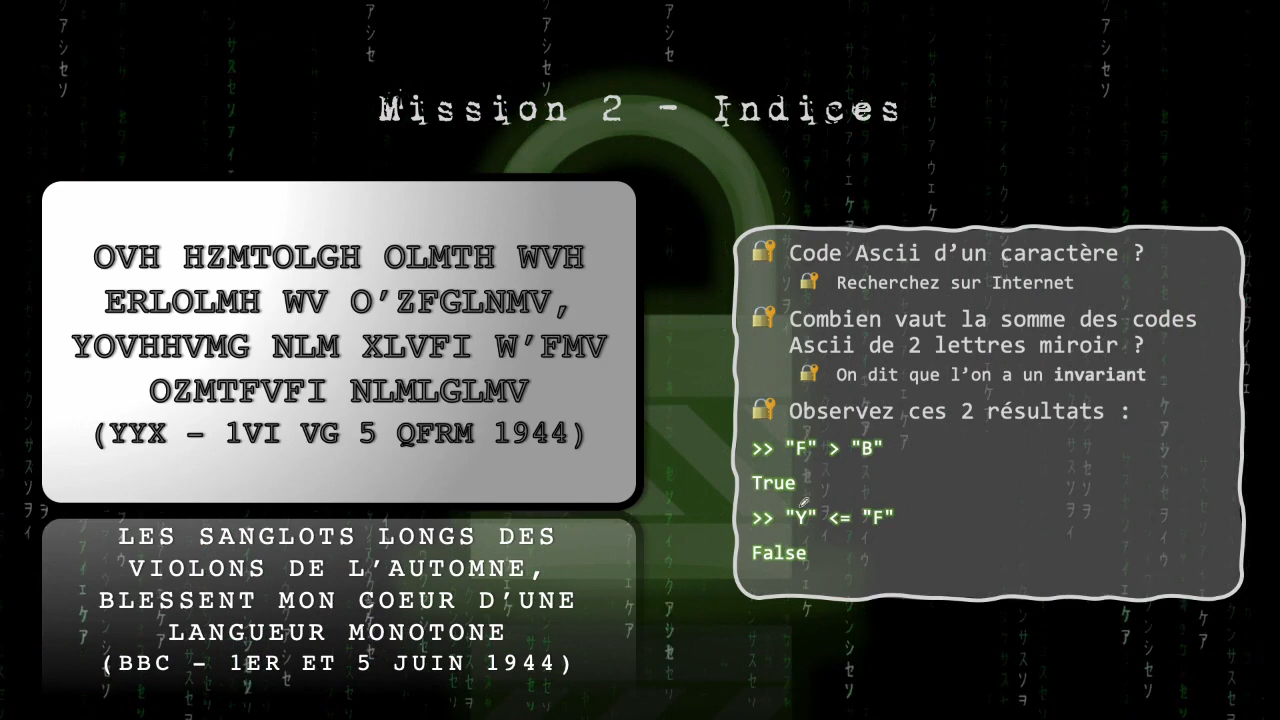 Mission 2 - Indices
OVH HZMTOLGH OLMTH WVH
ERLOLMH WV O’ZFGLNMV,
YOVHHVMG NLM XLVFI W’FMV
OZMTFVFI NLMLGLMV
(YYX – 1VI VG 5 QFRM 1944)
LES SANGLOTS LONGS DES
VIOLONS DE L’AUTOMNE,
BLESSENT MON COEUR D’UNE
LANGUEUR MONOTONE
(BBC – 1ER ET 5 JUIN 1944)
Code Ascii d’un caractère ?
Recherchez sur Internet
Combien vaut la somme des codes
Ascii de 2 lettres miroir ?
On dit que l’on a un invariant
Observez ces 2 résultats :
>> "F" > "B"
True
>> "Y" <= "F"
False